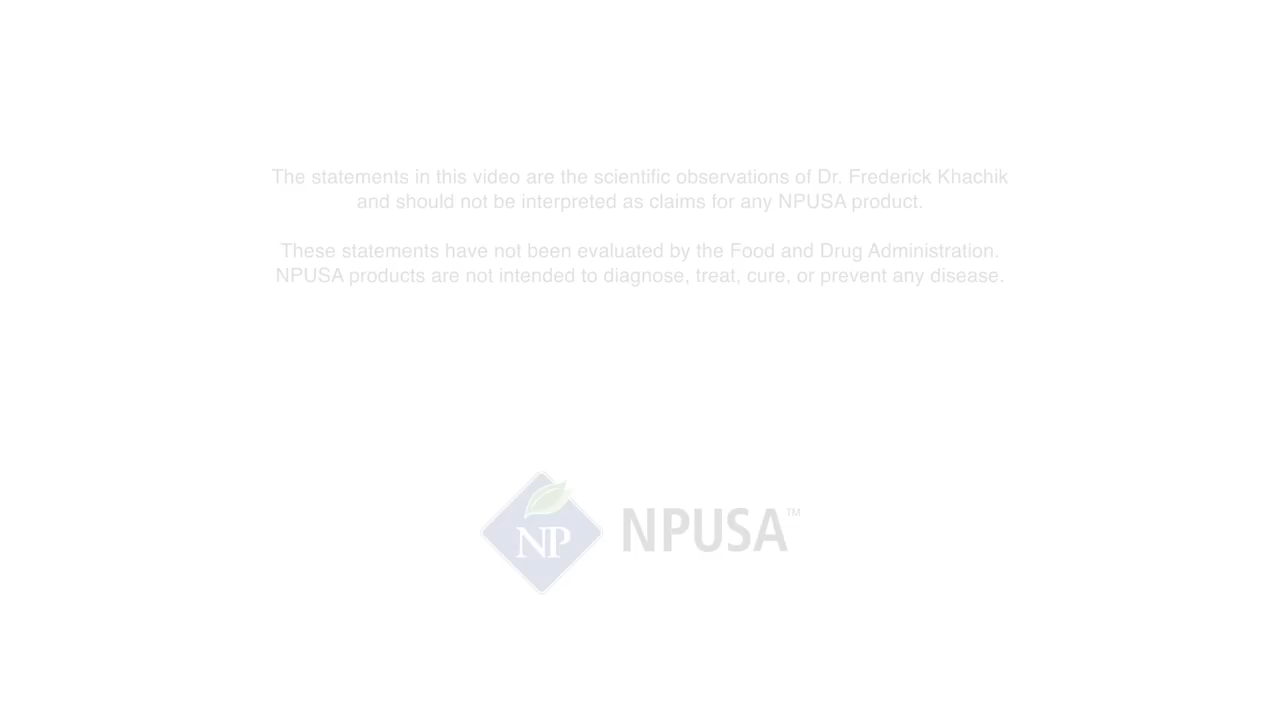 The statements in this video are the scientific observations of Dr. Frederick Khachik
and should not be interpreted as claims for any NPUSA product.
These statements have not been evaluated by the Food and Drug Administration.
NPUSA products are not intended to diagnose, treat, cure, or prevent any disease.
NP NPUSA™